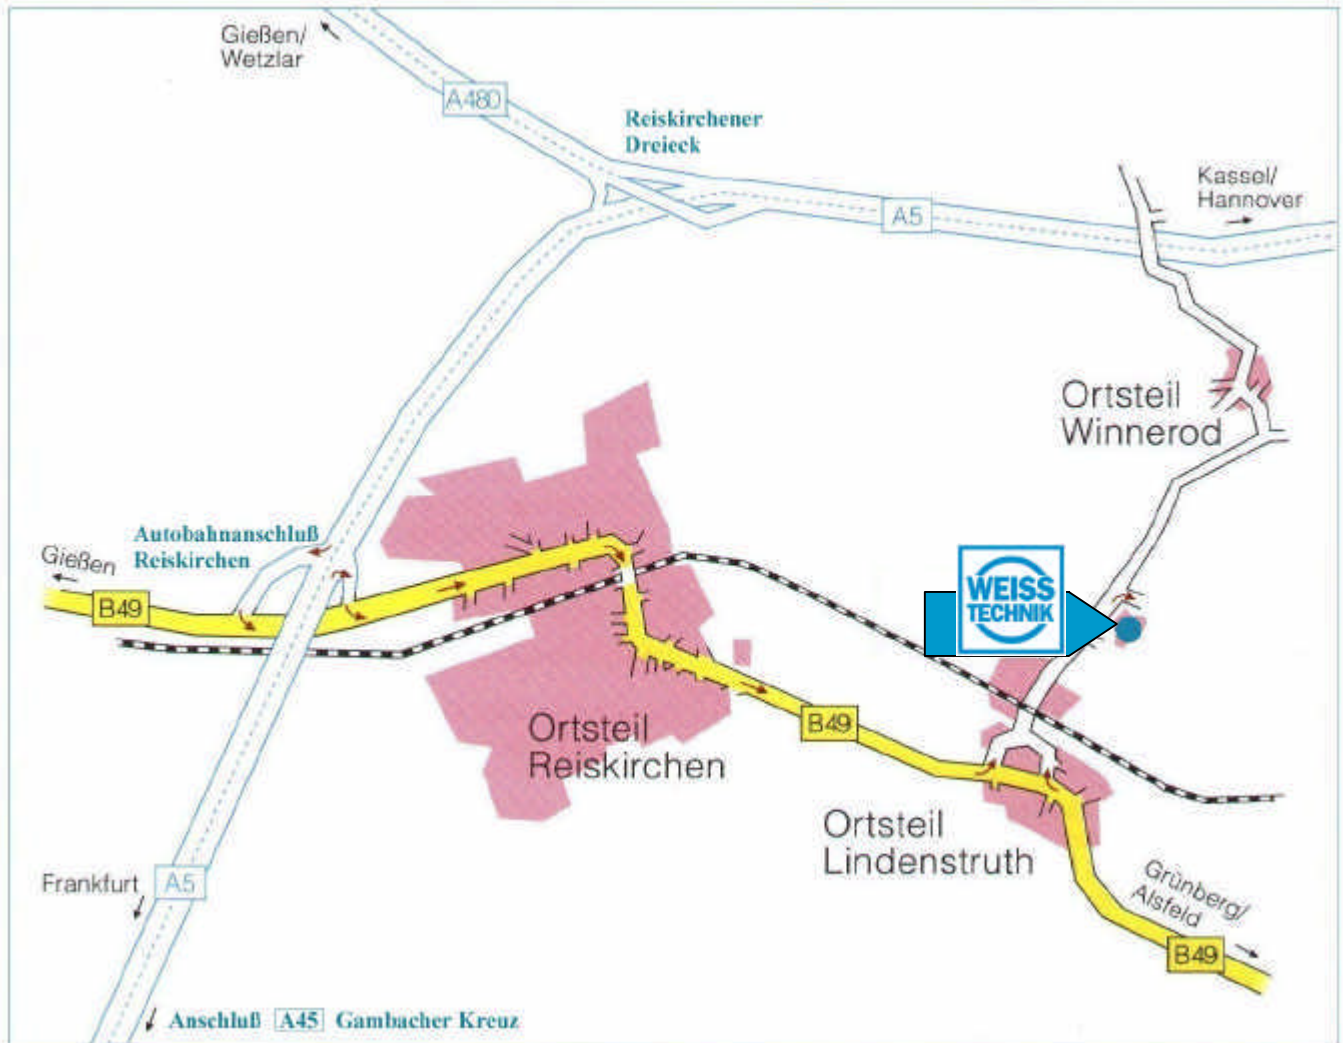 Gießen/
Wetzlar
A480
Reiskirchener
Dreieck
Kassel/
Hannover
A5
Ortsteil
Winnerod
Autobahnanschluß
Reiskirchen
Gießen
B49
WEISS
TECHNIK
Ortsteil
Reiskirchen
B49
Ortsteil
Lindenstruth
Frankfurt
A5
Grünberg/
Alsfeld
B49
Anschluß A45 Gambacher Kreuz